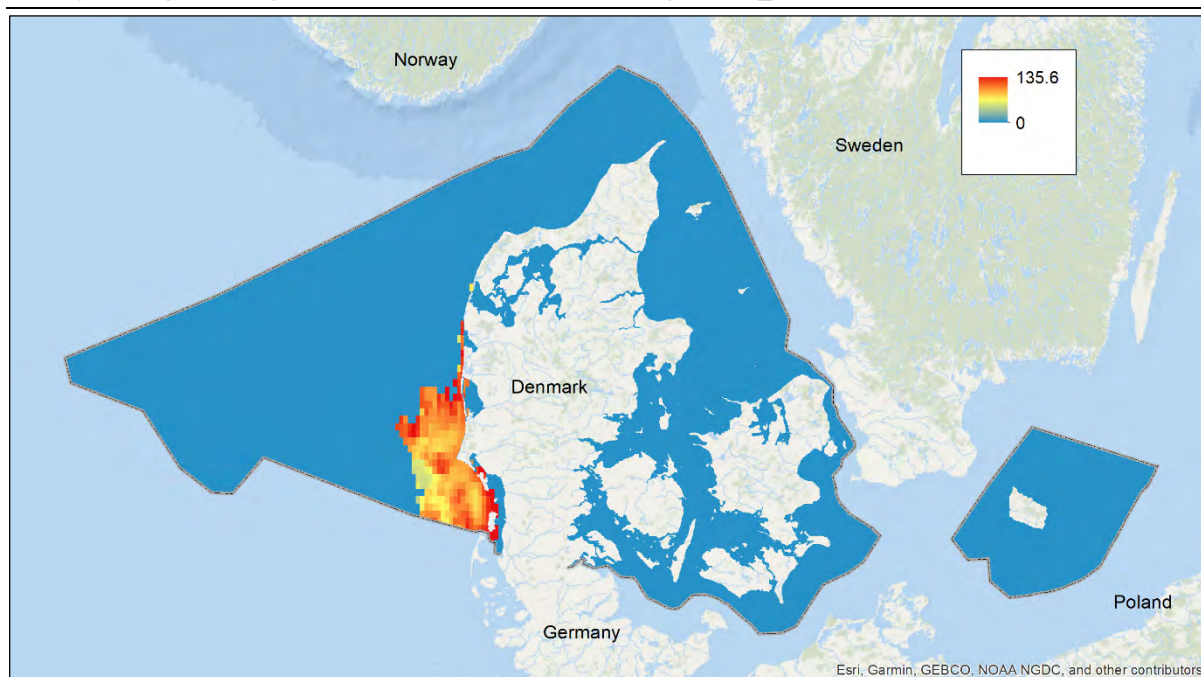 Norway
135.6
0
Sweden
Denmark
Poland
Germany
Esri, Garmin, GEBCO, NOAA NGDC, and other contributors